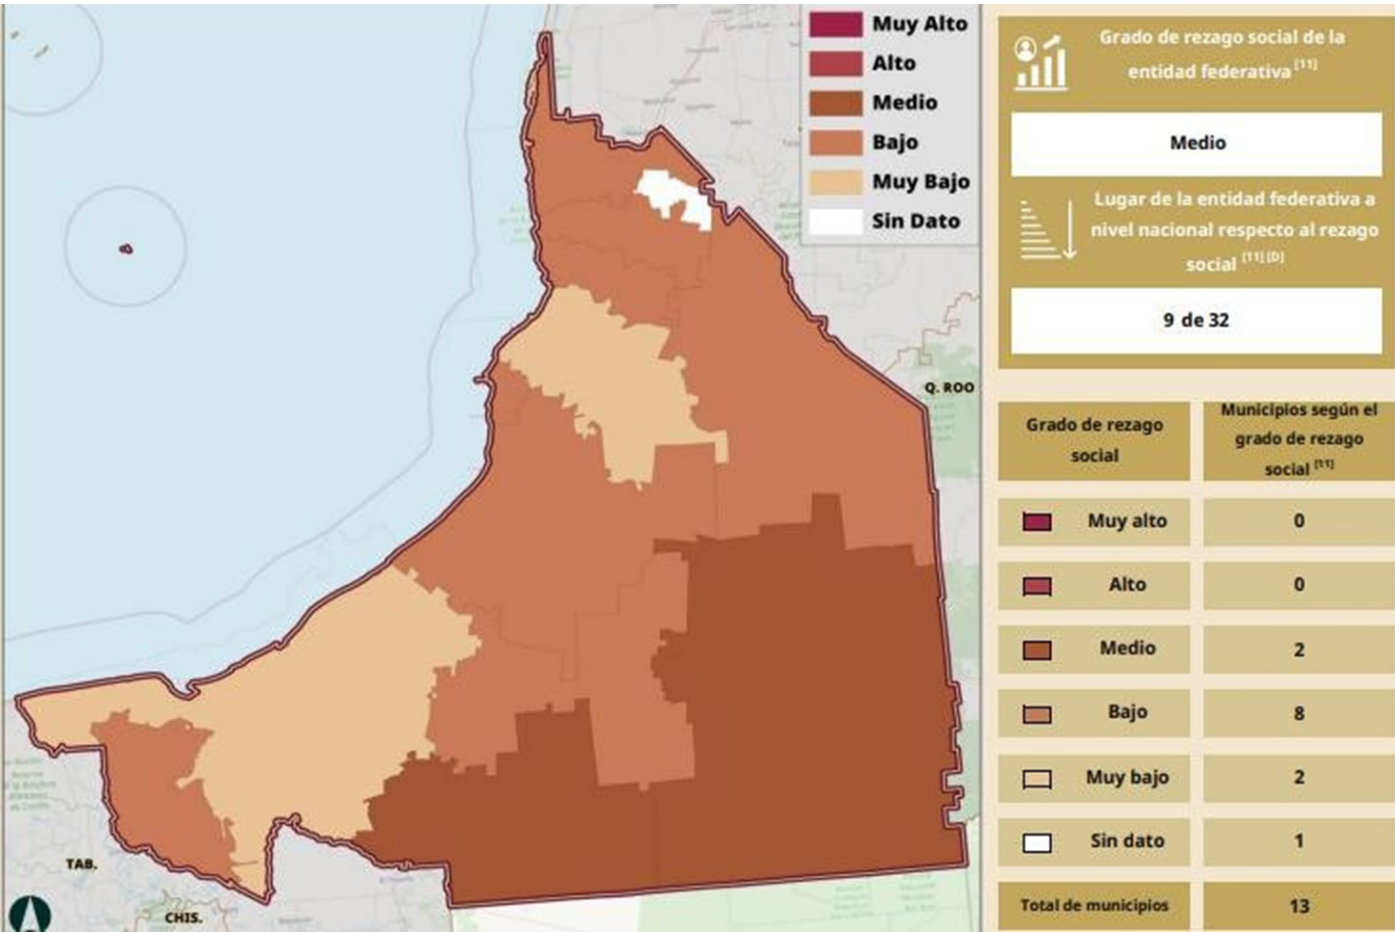 Muy Alto
Alto
Medio
Bajo
Muy Bajo
Sin Dato
Q. ROO
TAB.
CHIS.
Grado de rezago social de la
entidad federativa [11]
Medio
Lugar de la entidad federativa a
nivel nacional respecto al rezago
social [11] [D]
9 de 32
Grado de rezago
social
Municipios según el
grado de rezago
social [11]
Muy alto 0
Alto 0
Medio 2
Bajo 8
Muy bajo 2
Sin dato 1
Total de municipios 13